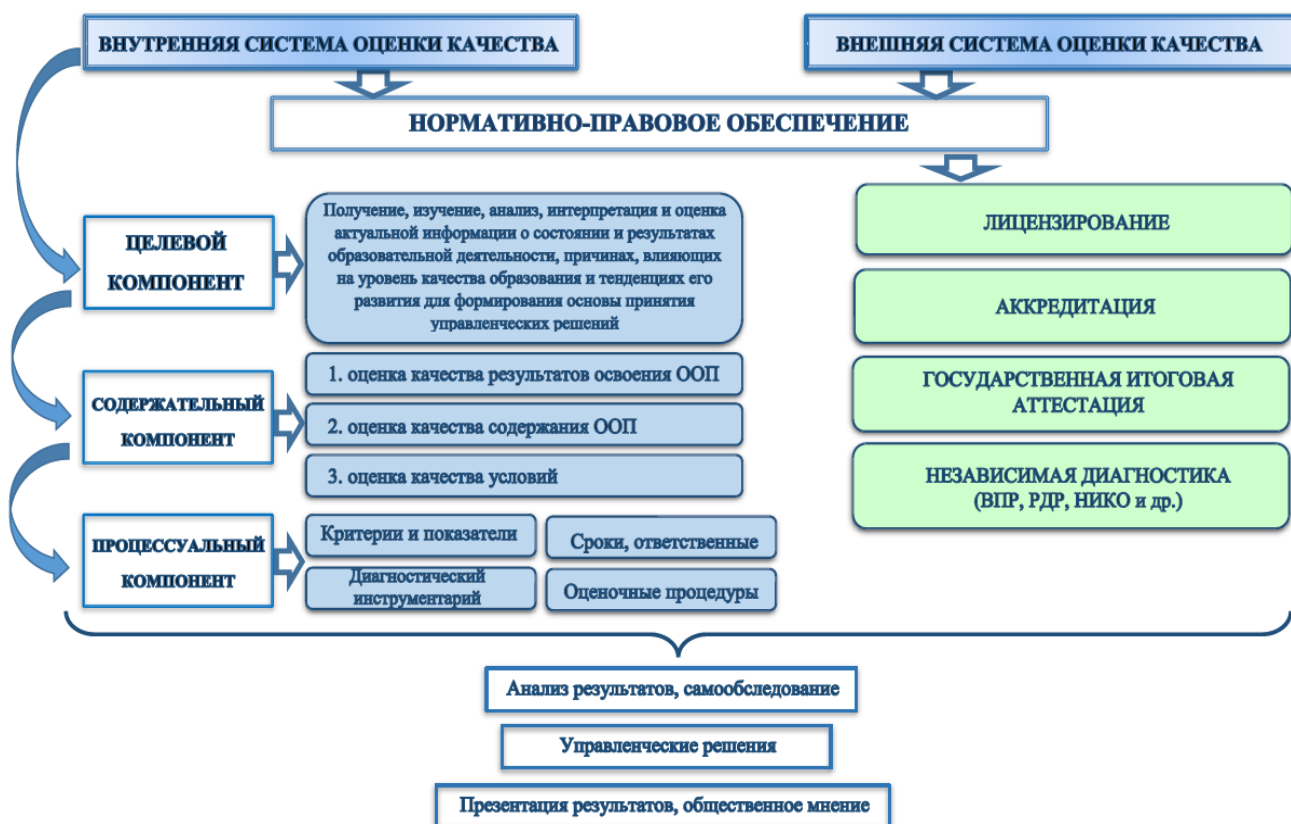 ВНУТРЕННЯЯ СИСТЕМА ОЦЕНКИ КАЧЕСТВА
ВНЕШНЯЯ СИСТЕМА ОЦЕНКИ КАЧЕСТВА
НОРМАТИВНО-ПРАВОВОЕ ОБЕСПЕЧЕНИЕ
ЦЕЛЕВОЙ
КОМПОНЕНТ
Получение, изучение, анализ, интерпретация и оценка
актуальной информации о состоянии и результатах
образовательной деятельности, причинах, влияющих
на уровень качества образования и тенденциях его
развития для формирования основы принятия
управленческих решений
СОДЕРЖАТЕЛЬНЫЙ
КОМПОНЕНТ
1. оценка качества результатов освоения ООП
2. оценка качества содержания ООП
3. оценка качества условий
ПРОЦЕССУАЛЬНЫЙ
КОМПОНЕНТ
Критерии и показатели
Сроки, ответственные
Диагностический
инструментарий
Оценочные процедуры
ЛИЦЕНЗИРОВАНИЕ
АККРЕДИТАЦИЯ
ГОСУДАРСТВЕННАЯ ИТОГОВАЯ
АТТЕСТАЦИЯ
НЕЗАВИСИМАЯ ДИАГНОСТИКА
(ВПР, РДР, НИКО и др.)
Анализ результатов, самообследование
Управленческие решения
Презентация результатов, общественное мнение